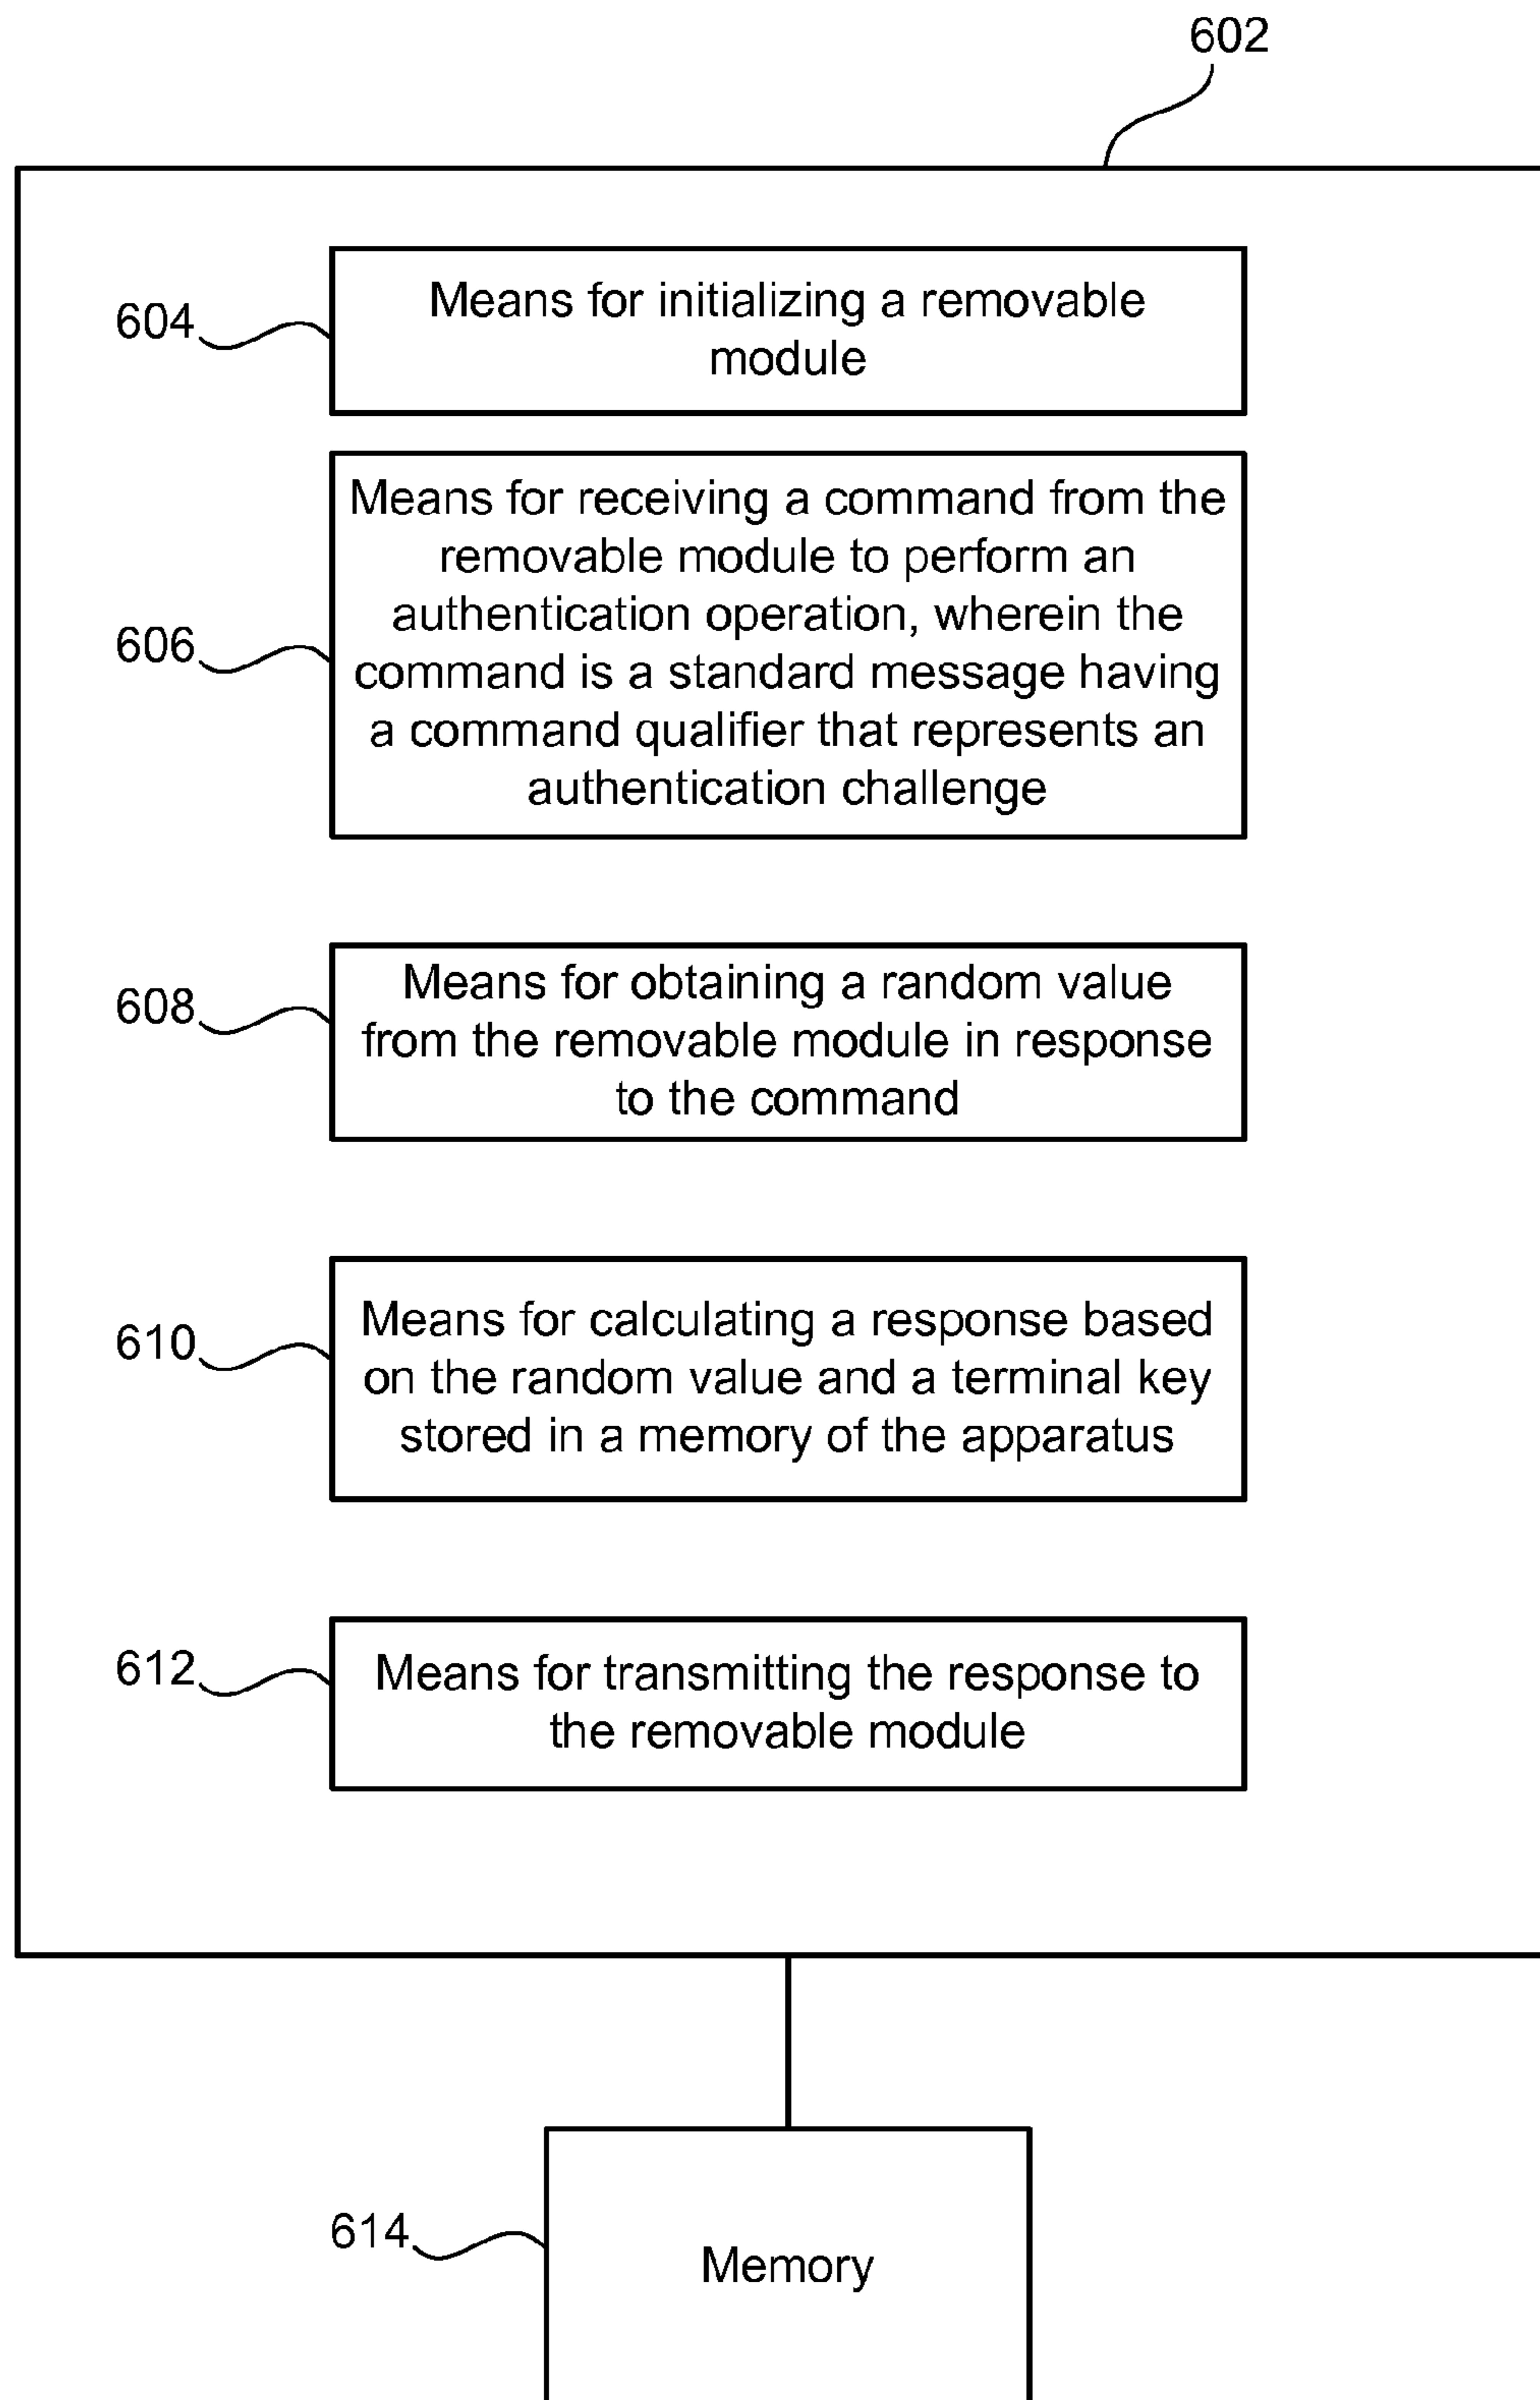 602
604
Means for initializing a removable
module
606
Means for receiving a command from the
removable module to perform an
authentication operation, wherein the
command is a standard message having
a command qualifier that represents an
authentication challenge
608
Means for obtaining a random value
from the removable module in response
to the command
610
Means for calculating a response based
on the random value and a terminal key
stored in a memory of the apparatus
612
Means for transmitting the response to
the removable module
614
Memory